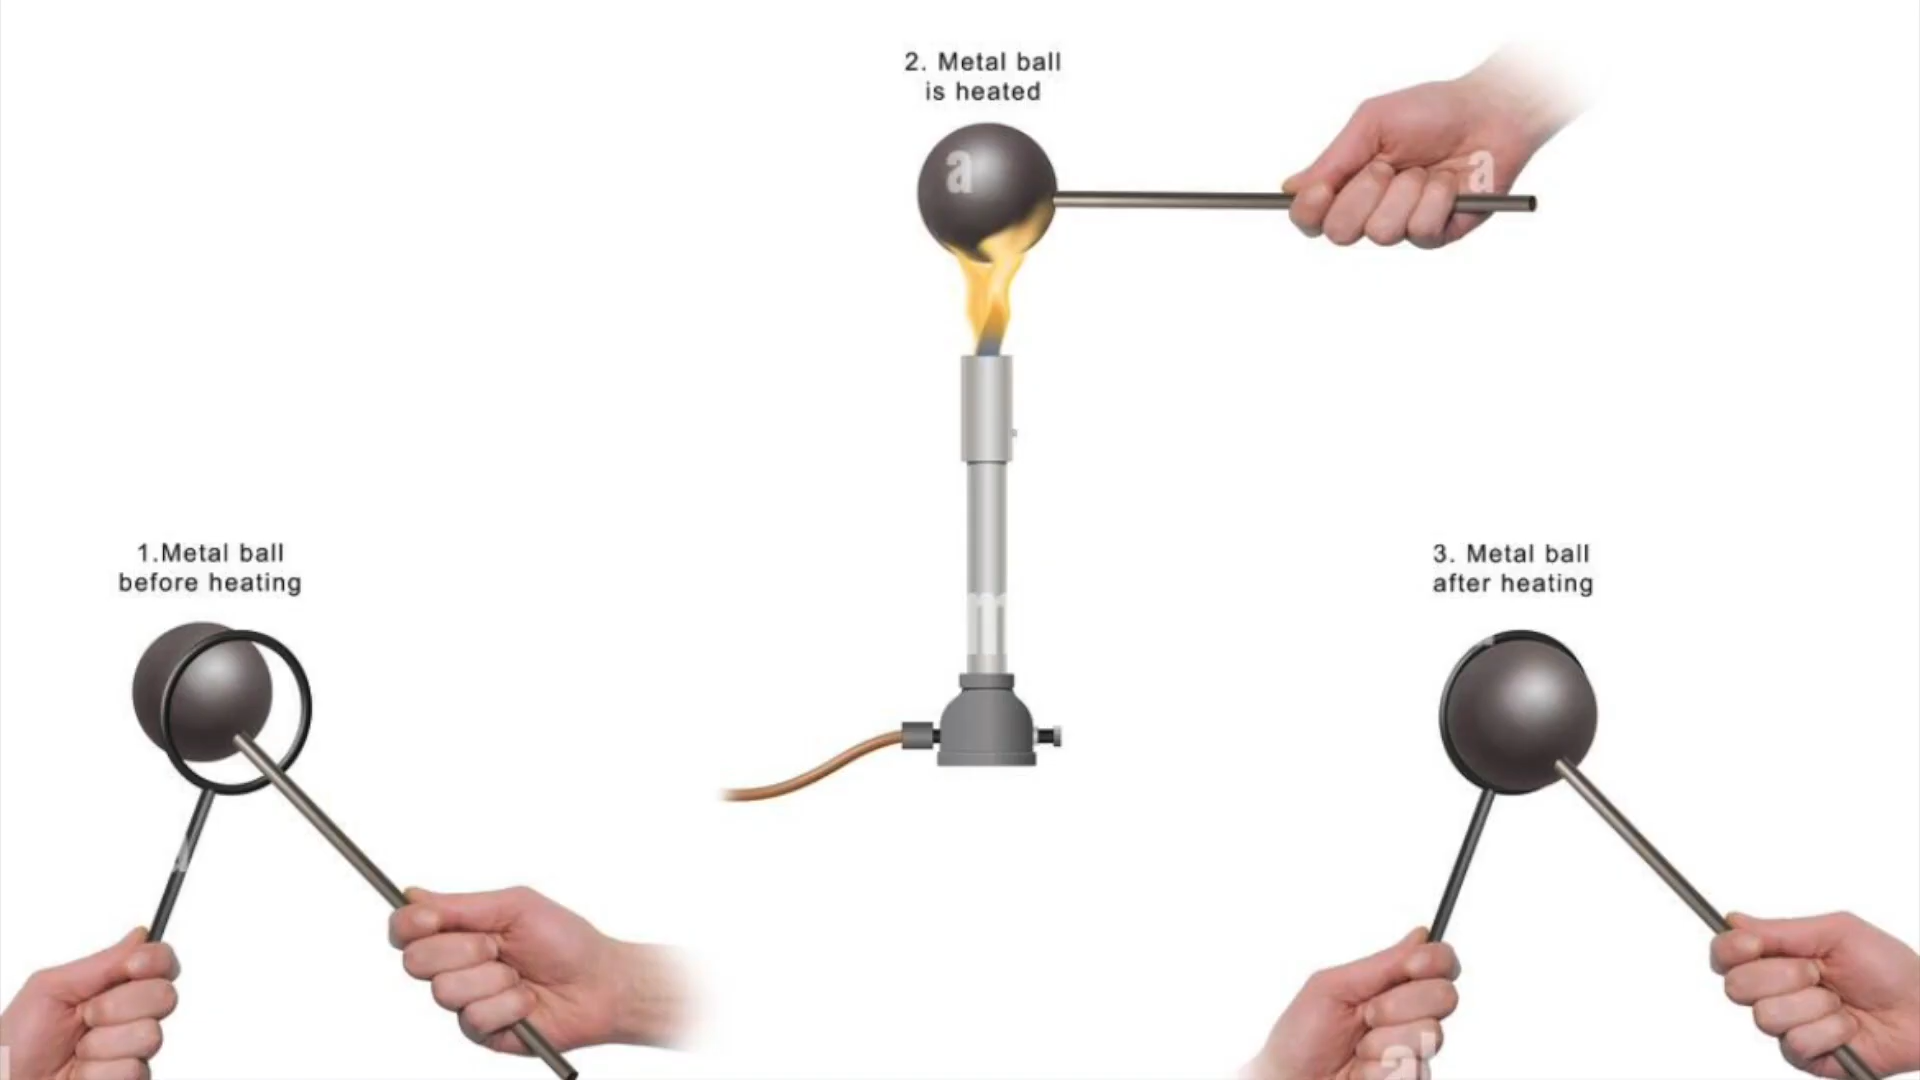 1.Metal ball
before heating
2. Metal ball
is heated
3. Metal ball
after heating
a
a
a